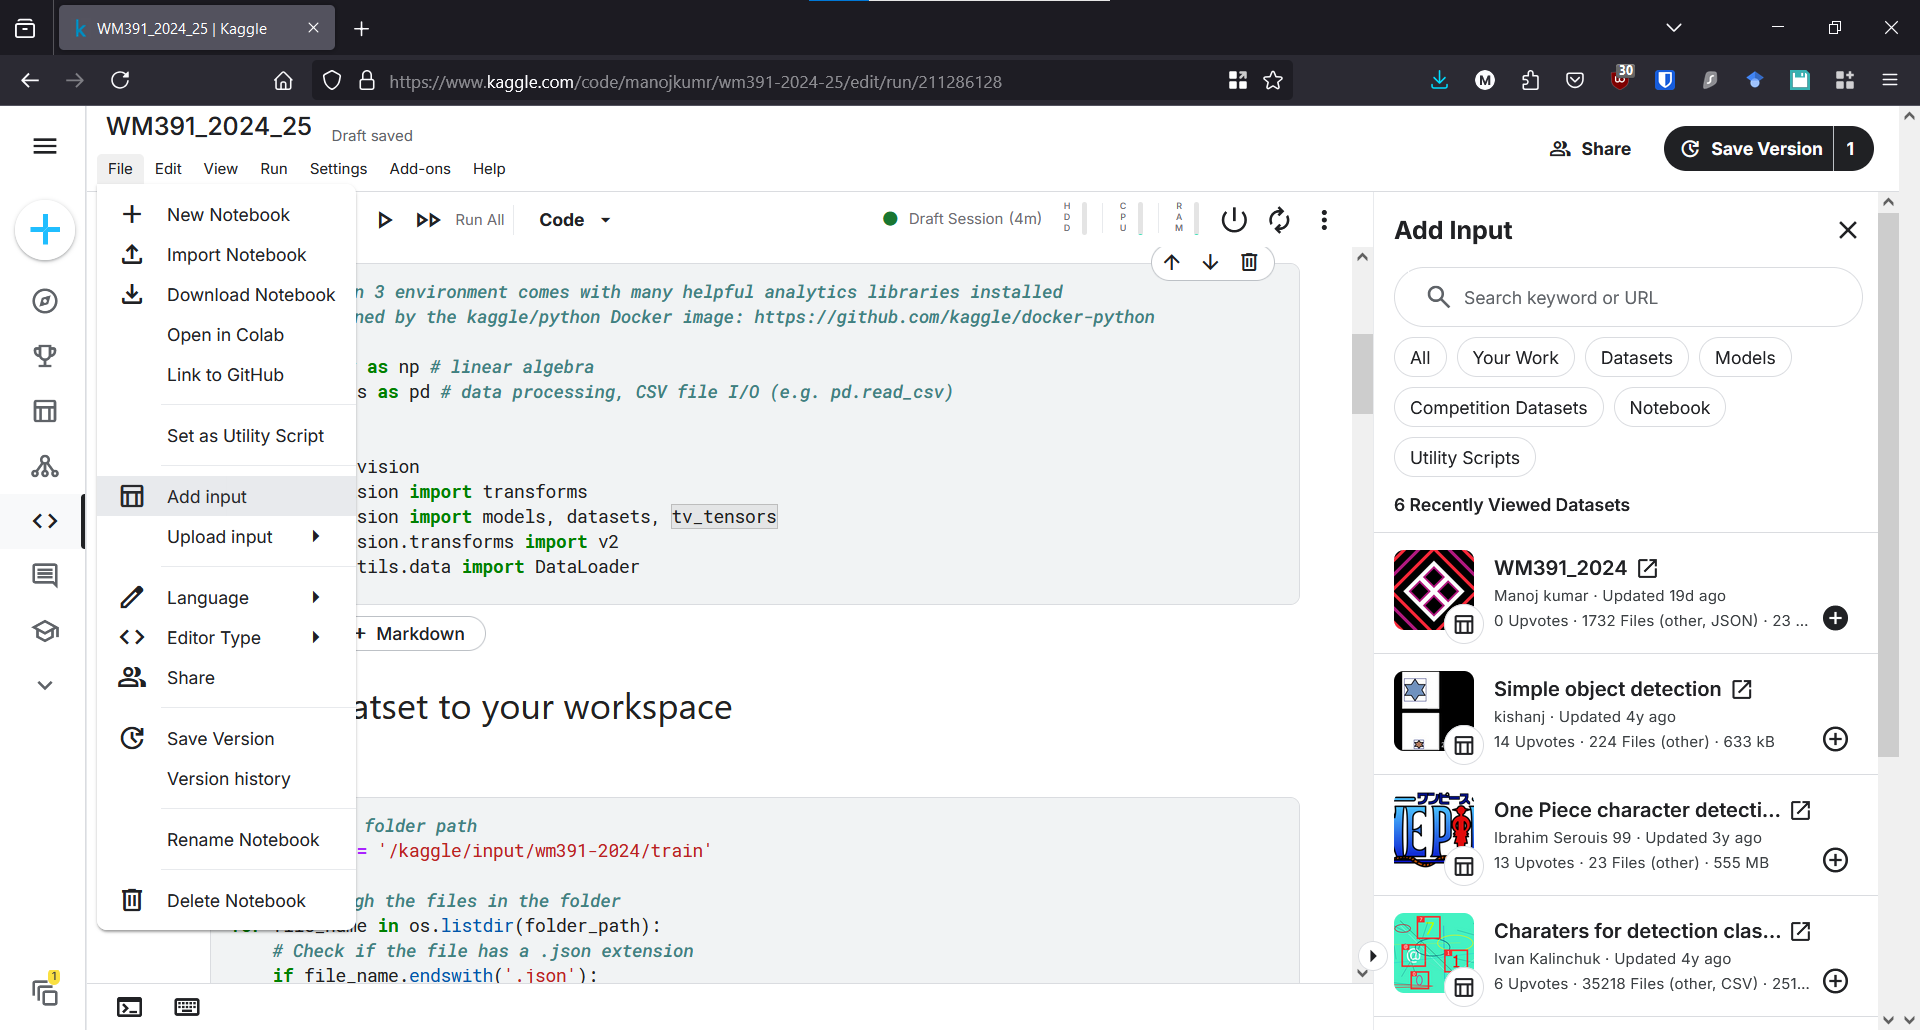 WM391_2024_25 | Kaggle
https://www.kaggle.com/code/manojkumr/wm391-2024-25/edit/run/211286128
30
WM391_2024_25
Draft saved
Share
Save Version
1
File
Edit
View
Run
Settings
Add-ons
Help
New Notebook
Import Notebook
Download Notebook
Open in Colab
Link to GitHub
Set as Utility Script
Add input
Upload input
Language
Editor Type
Share
Save Version
Version history
Rename Notebook
Delete Notebook
1
Run All
Code
Draft Session (4m)
HDD
CPU
RAM
n 3 environment comes with many helpful analytics libraries installed
ned by the kaggle/python Docker image: https://github.com/kaggle/docker-python
as np # linear algebra
s as pd # data processing, CSV file I/O (e.g. pd.read_csv)
vision
sion import transforms
sion import models, datasets, tv_tensors
sion.transforms import v2
tils.data import DataLoader
+ Markdown
atset to your workspace
folder path
= '/kaggle/input/wm391-2024/train'
gh the files in the folder
in os.listdir(folder_path):
# Check if the file has a .json extension
if file_name.endswith('.json'):
Add Input
Search keyword or URL
All
Your Work
Datasets
Models
Competition Datasets
Notebook
Utility Scripts
6 Recently Viewed Datasets
WM391_2024
Manoj kumar · Updated 19d ago
0 Upvotes · 1732 Files (other, JSON) · 23 ...
Simple object detection
kishanj · Updated 4y ago
14 Upvotes · 224 Files (other) · 633 kB
One Piece character detecti...
Ibrahim Serouis 99 · Updated 3y ago
13 Upvotes · 23 Files (other) · 555 MB
Charaters for detection clas...
Ivan Kalinchuk · Updated 4y ago
6 Upvotes · 35218 Files (other, CSV) · 251...